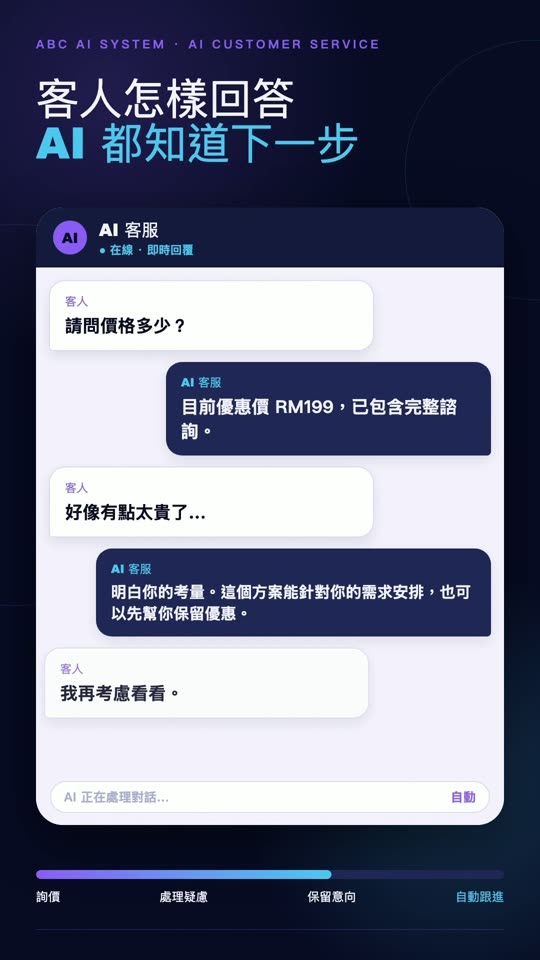 ABC AI SYSTEM · AI CUSTOMER SERVICE
客人怎樣回答
AI 都知道下一步
AI
AI 客服
• 在線 · 即時回覆
客人
請問價格多少？
AI 客服
目前優惠價 RM199，已包含完整諮
詢。
客人
好像有點太貴了...
AI 客服
明白你的考量。這個方案能針對你的需求安排，也可
以先幫你保留優惠。
客人
我再考慮看看。
AI 正在處理對話...
自動
詢價
處理疑慮
保留意向
自動跟進